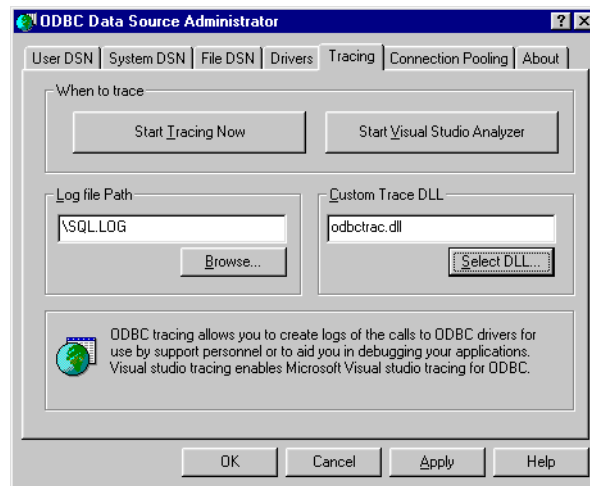 ODBC Data Source Administrator
User DSN System DSN File DSN Drivers Tracing Connection Pooling About
When to trace
Start Tracing Now Start Visual Studio Analyzer
Log file Path Custom Trace DLL
\SQL.LOG odbctrac.dll
Browse... Select DLL...
ODBC tracing allows you to create logs of the calls to ODBC drivers for
use by support personnel or to aid you in debugging your applications.
Visual studio tracing enables Microsoft Visual studio tracing for ODBC.
OK Cancel Apply Help